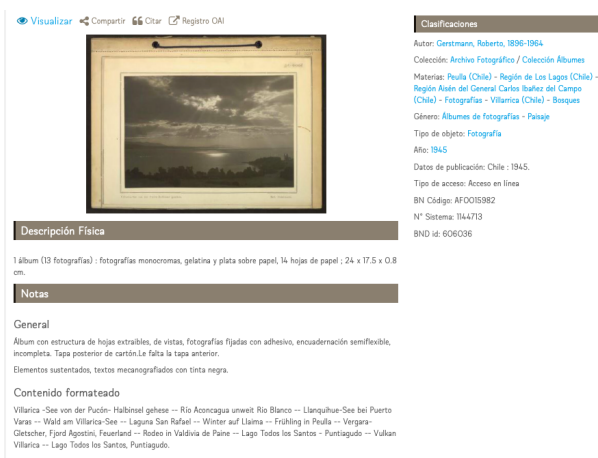 Visualizar Compartir Citar Registro OAI
Descripción Física
1 álbum (13 fotografías) : fotografías monocromas, gelatina y plata sobre papel, 14 hojas de papel ; 24 x 17.5 x 0.8
cm.
Notas
General
Álbum con estructura de hojas extraibles, de vistas, fotografías fijadas con adhesivo, encuadernación semiflexible,
incompleta. Tapa posterior de cartón.Le falta la tapa anterior.
Elementos sustentados, textos mecanografiados con tinta negra.
Contenido formateado
Villarica -See von der Pucón- Halbinsel gehese -- Río Aconcagua unweit Rio Blanco -- Llanquihue-See bei Puerto
Varas -- Wald am Villarica-See -- Laguna San Rafael -- Winter auf Llaima -- Frühling in Peulla -- Vergara-
Gletscher, Fjord Agostini, Feuerland -- Rodeo in Valdivia de Paine -- Lago Todos los Santos - Puntiagudo -- Vulkan
Villarica -- Lago Todos los Santos, Puntiagudo.
Clasificaciones
Autor: Gerstmann, Roberto, 1896-1964
Colección: Archivo Fotográfico / Colección Álbumes
Materias: Peulla (Chile) - Región de Los Lagos (Chile) -
Región Aisén del General Carlos Ibañez del Campo
(Chile) - Fotografías - Villarrica (Chile) - Bosques
Género: Álbumes de fotografías - Paisaje
Tipo de objeto: Fotografía
Año: 1945
Datos de publicación: Chile : 1945.
Tipo de acceso: Acceso en línea
BN Código: AF0015982
N° Sistema: 1144713
BND id: 606036